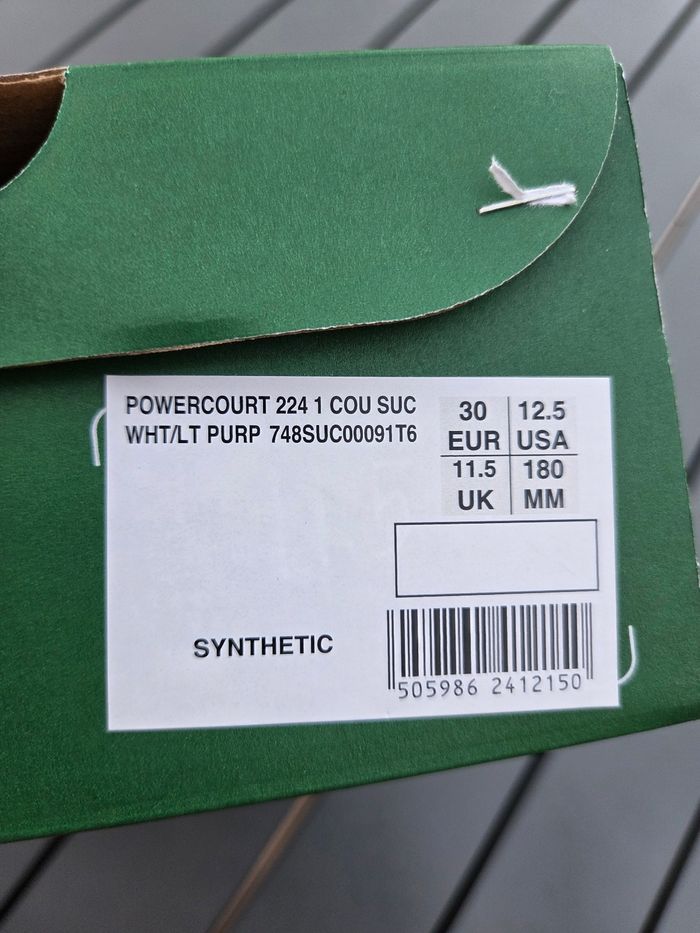 POWERCOURT 224 1 COU SUC
WHT/LT PURP 748SUC00091T6
30 12.5
EUR USA
11.5 180
UK MM
SYNTHETIC
505986 2412150